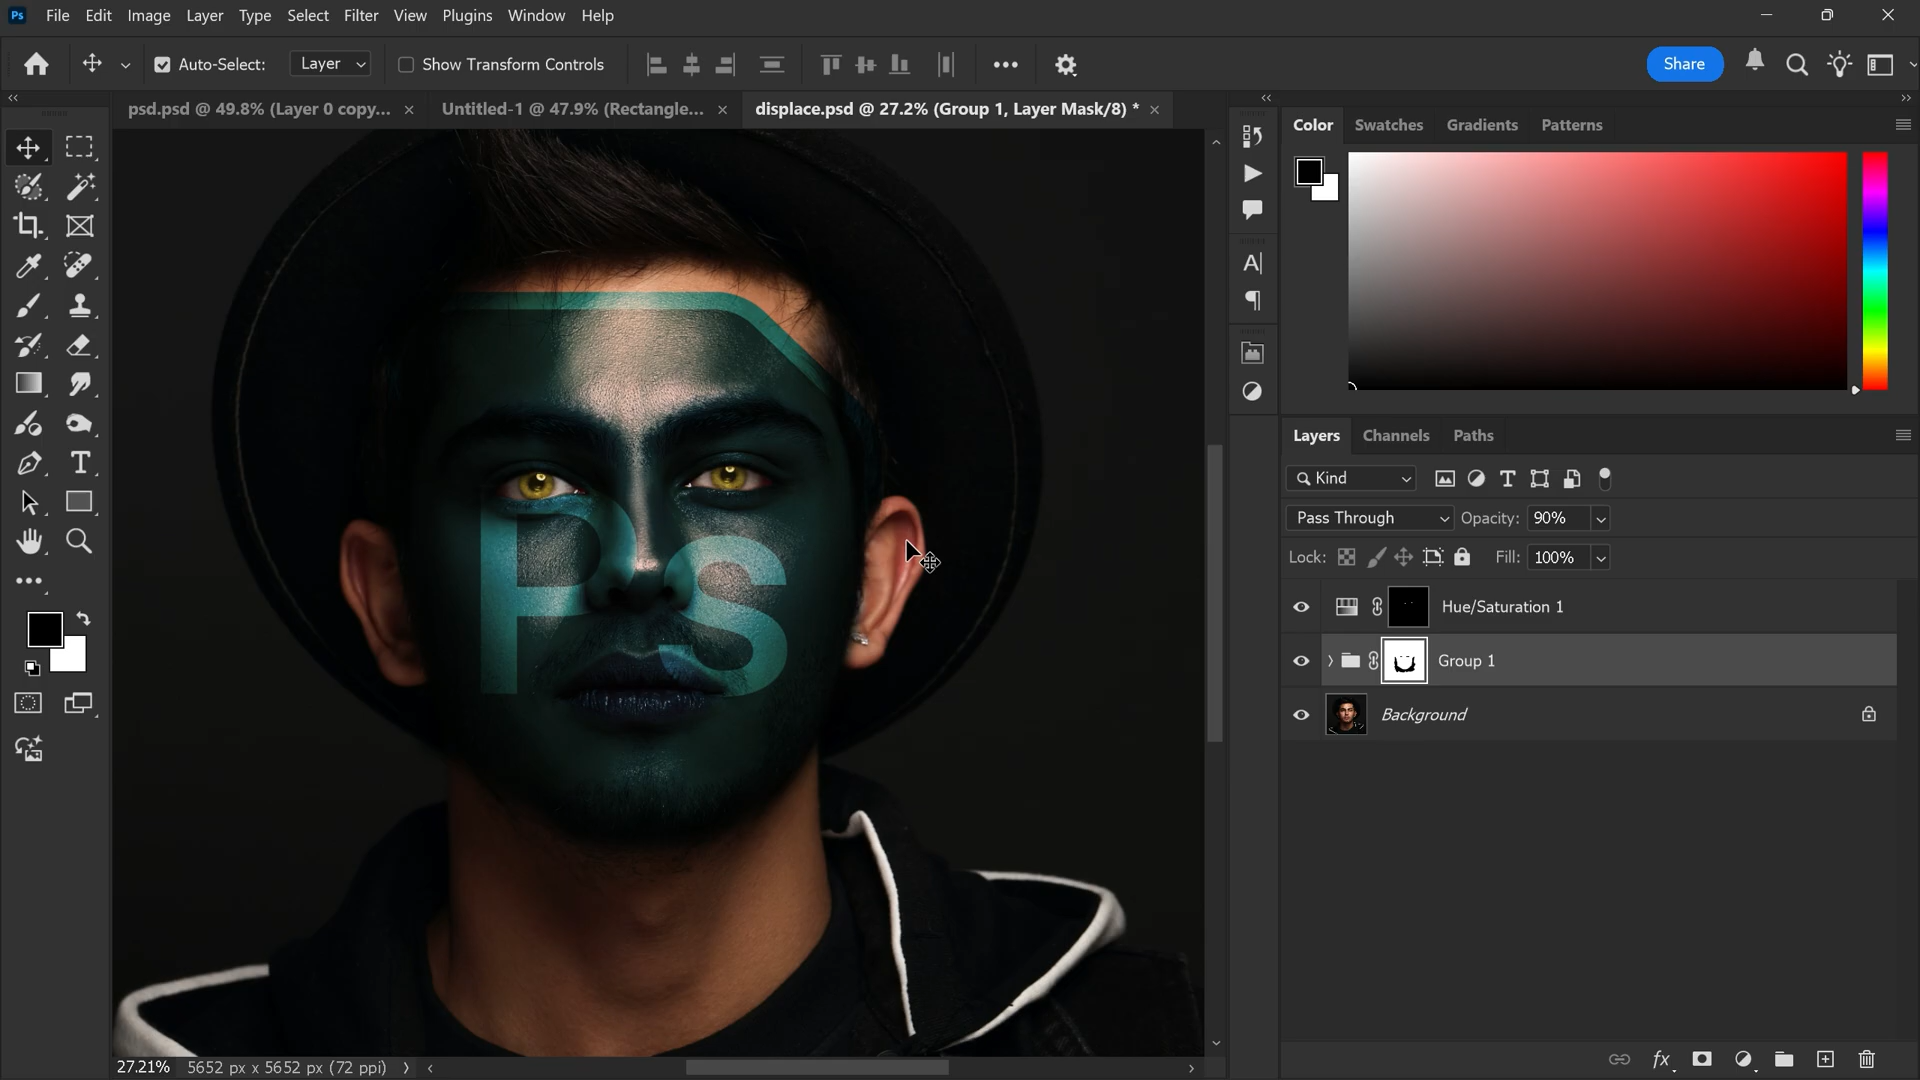 Ps File Edit Image Layer Type Select Filter View Plugins Window Help
Auto-Select: Layer Show Transform Controls Share
psd.psd @ 49.8% (Layer 0 copy... Untitled-1 @ 47.9% (Rectangle... displace.psd @ 27.2% (Group 1, Layer Mask/8) *
Color Swatches Gradients Patterns
Ps
Layers Channels Paths
Kind
Pass Through Opacity: 90%
Lock: Fill: 100%
Hue/Saturation 1
Group 1
Background
fx
27.21% 5652 px x 5652 px (72 ppi)